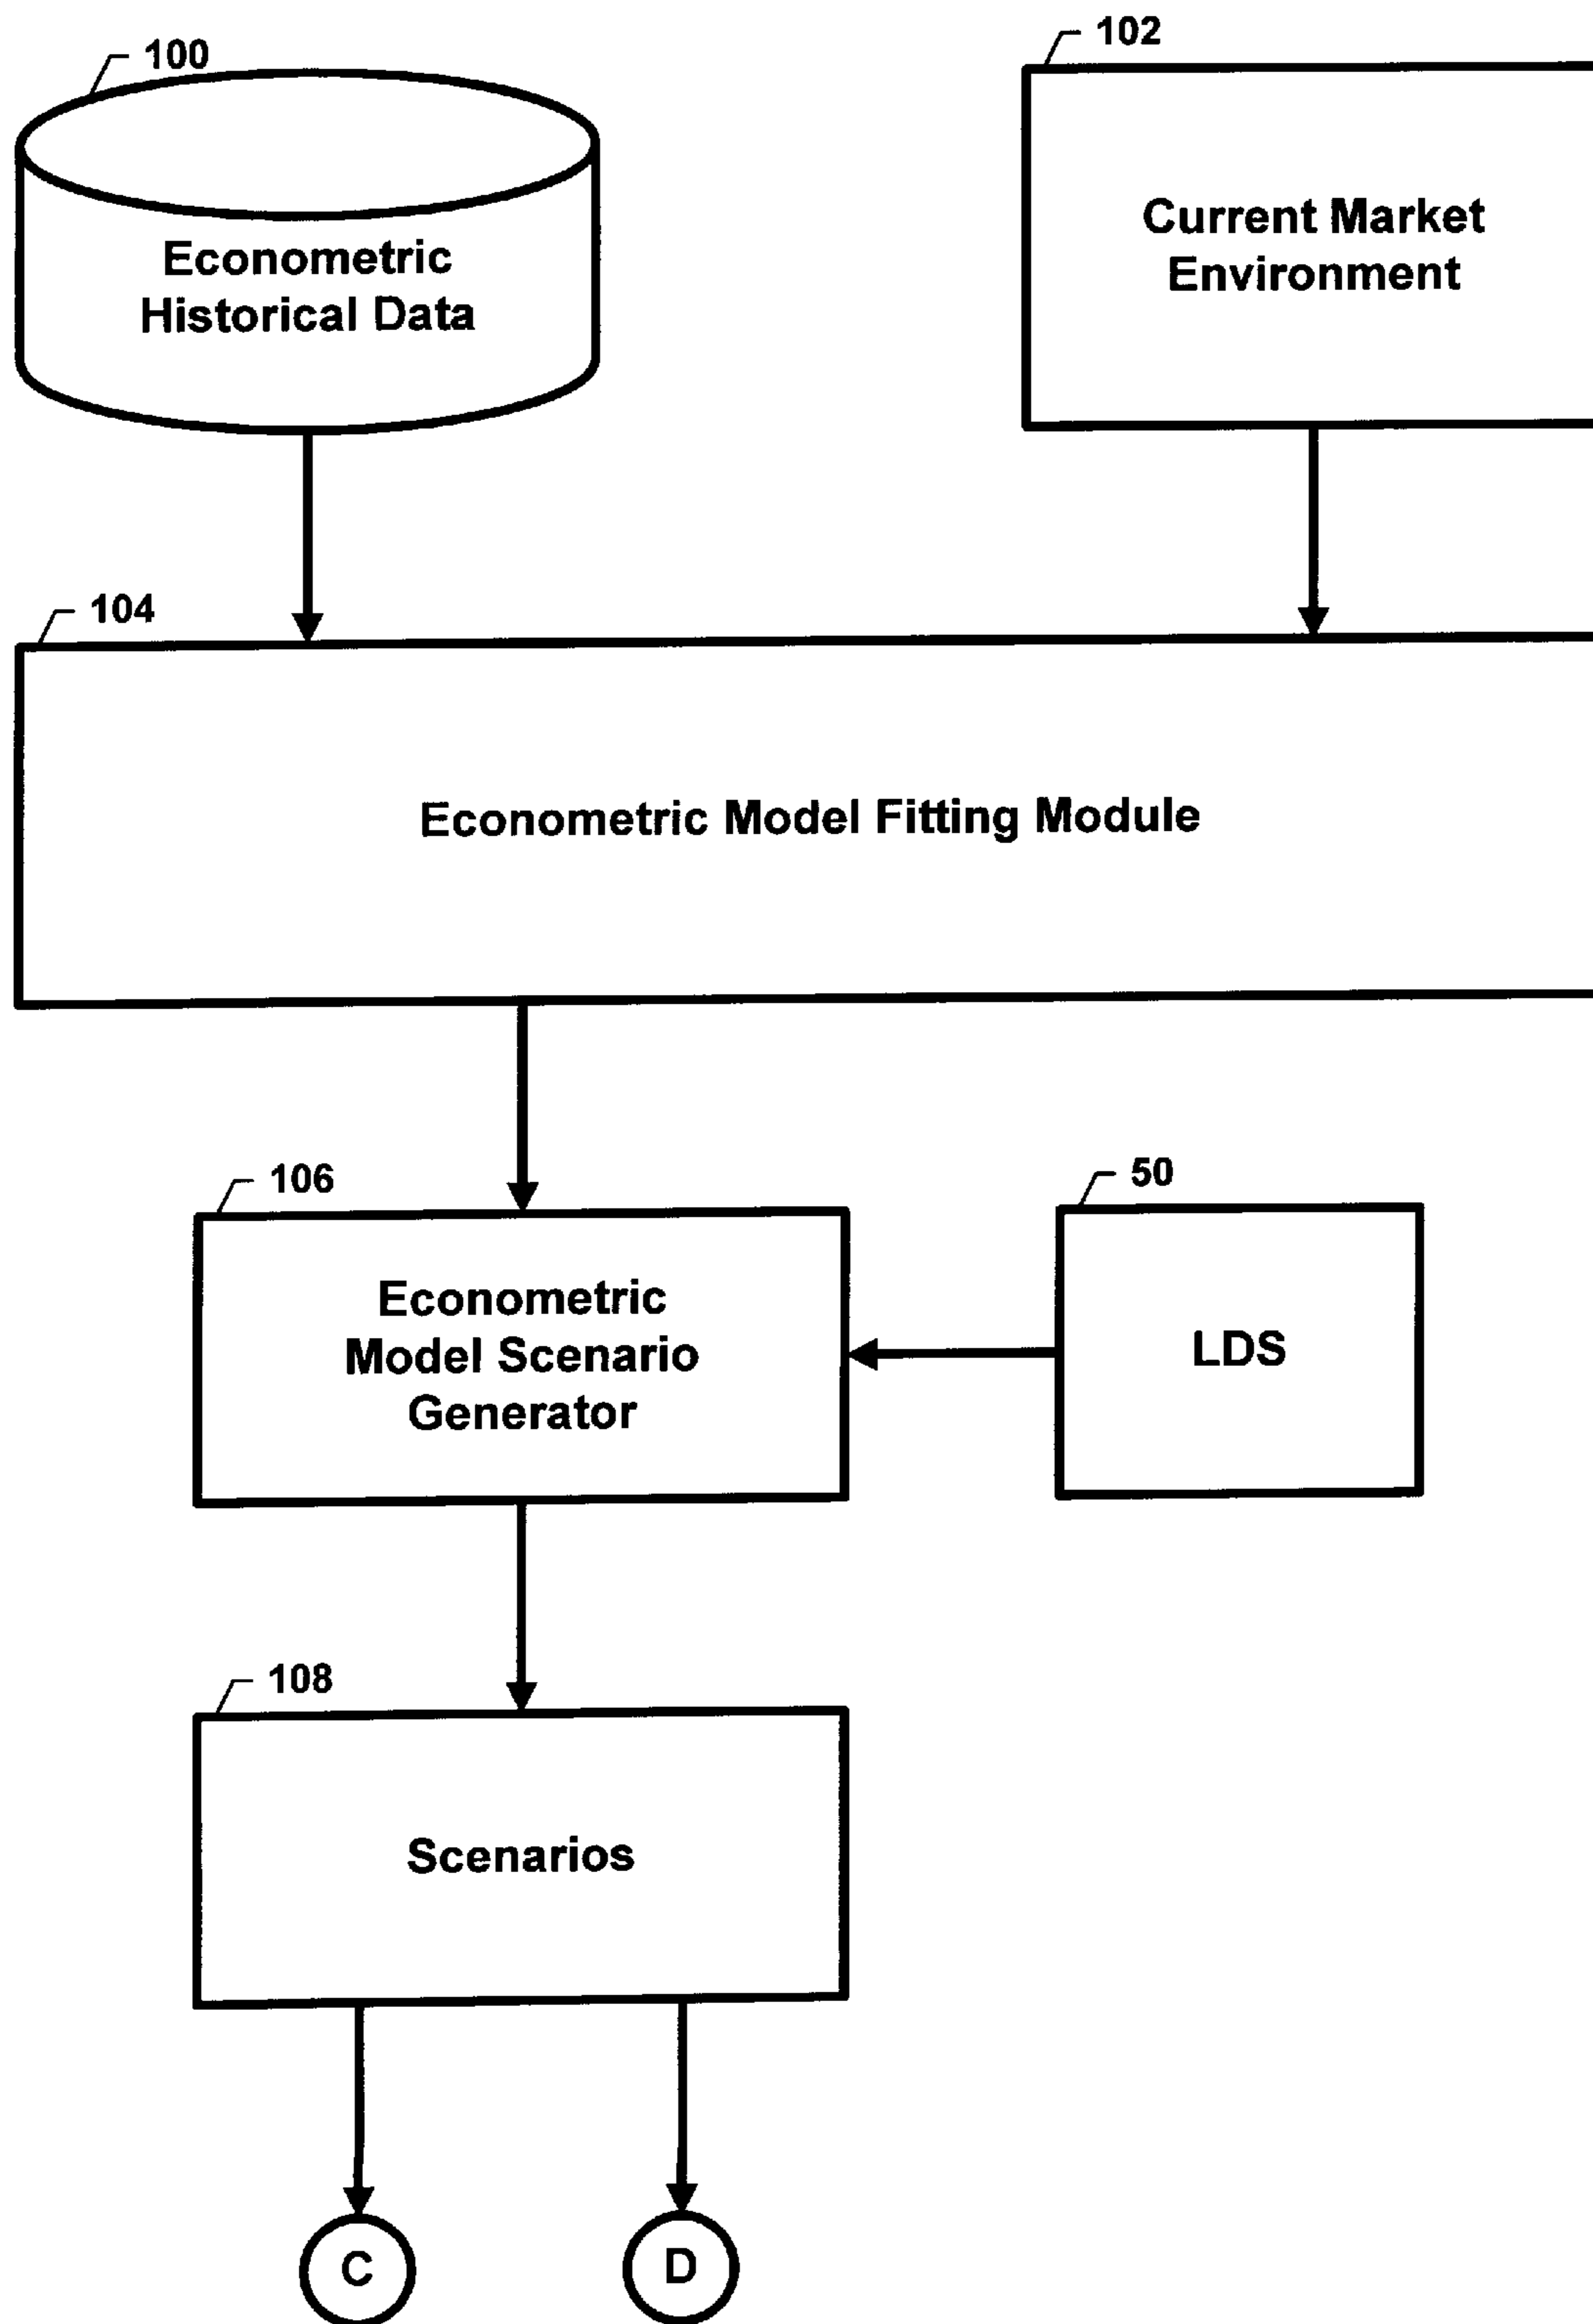 100
102
Econometric
Historical Data
Current Market
Environment
104
Econometric Model Fitting Module
106
50
Econometric
Model Scenario
Generator
LDS
108
Scenarios
C
D